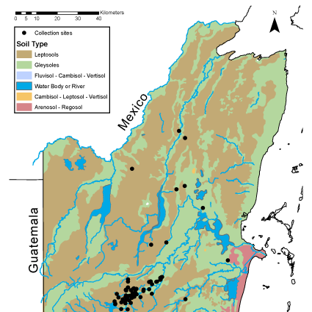 Kilometers
0 5 10 20 30 40
N
Collection sites
Soil Type
Leptosols
Gleysoles
Fluvisol - Cambisol - Vertisol
Water Body or River
Cambisol - Leptosol - Vertisol
Arenosol - Regosol
Mexico
Guatemala